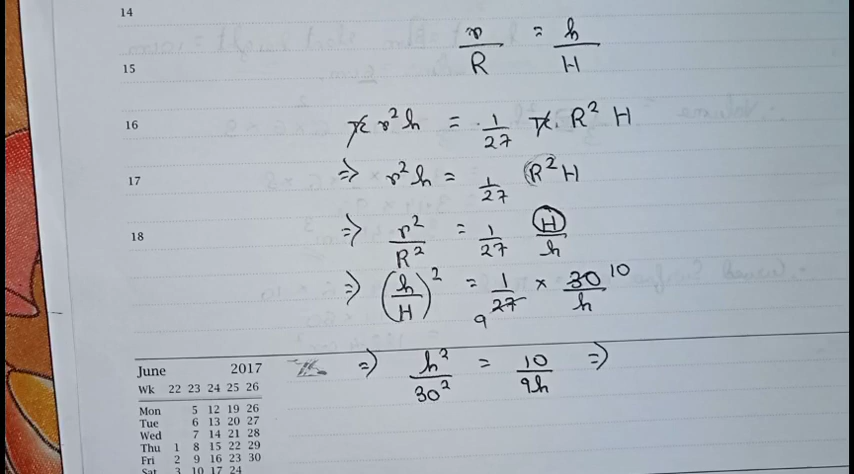 14
r/R = h/H
15
16 π r²h = 1/27 π. R² H
⇒ r²h = 1/27 R²H
17
18 ⇒ r²/R² = 1/27 H/h
⇒ (h/H)² = 1/27 × 30/h 10
9
⇒ h²/30² = 10/9h ⇒
June 2017
Wk 22 23 24 25 26
Mon 5 12 19 26
Tue 6 13 20 27
Wed 7 14 21 28
Thu 1 8 15 22 29
Fri 2 9 16 23 30
Sat 3 10 17 24